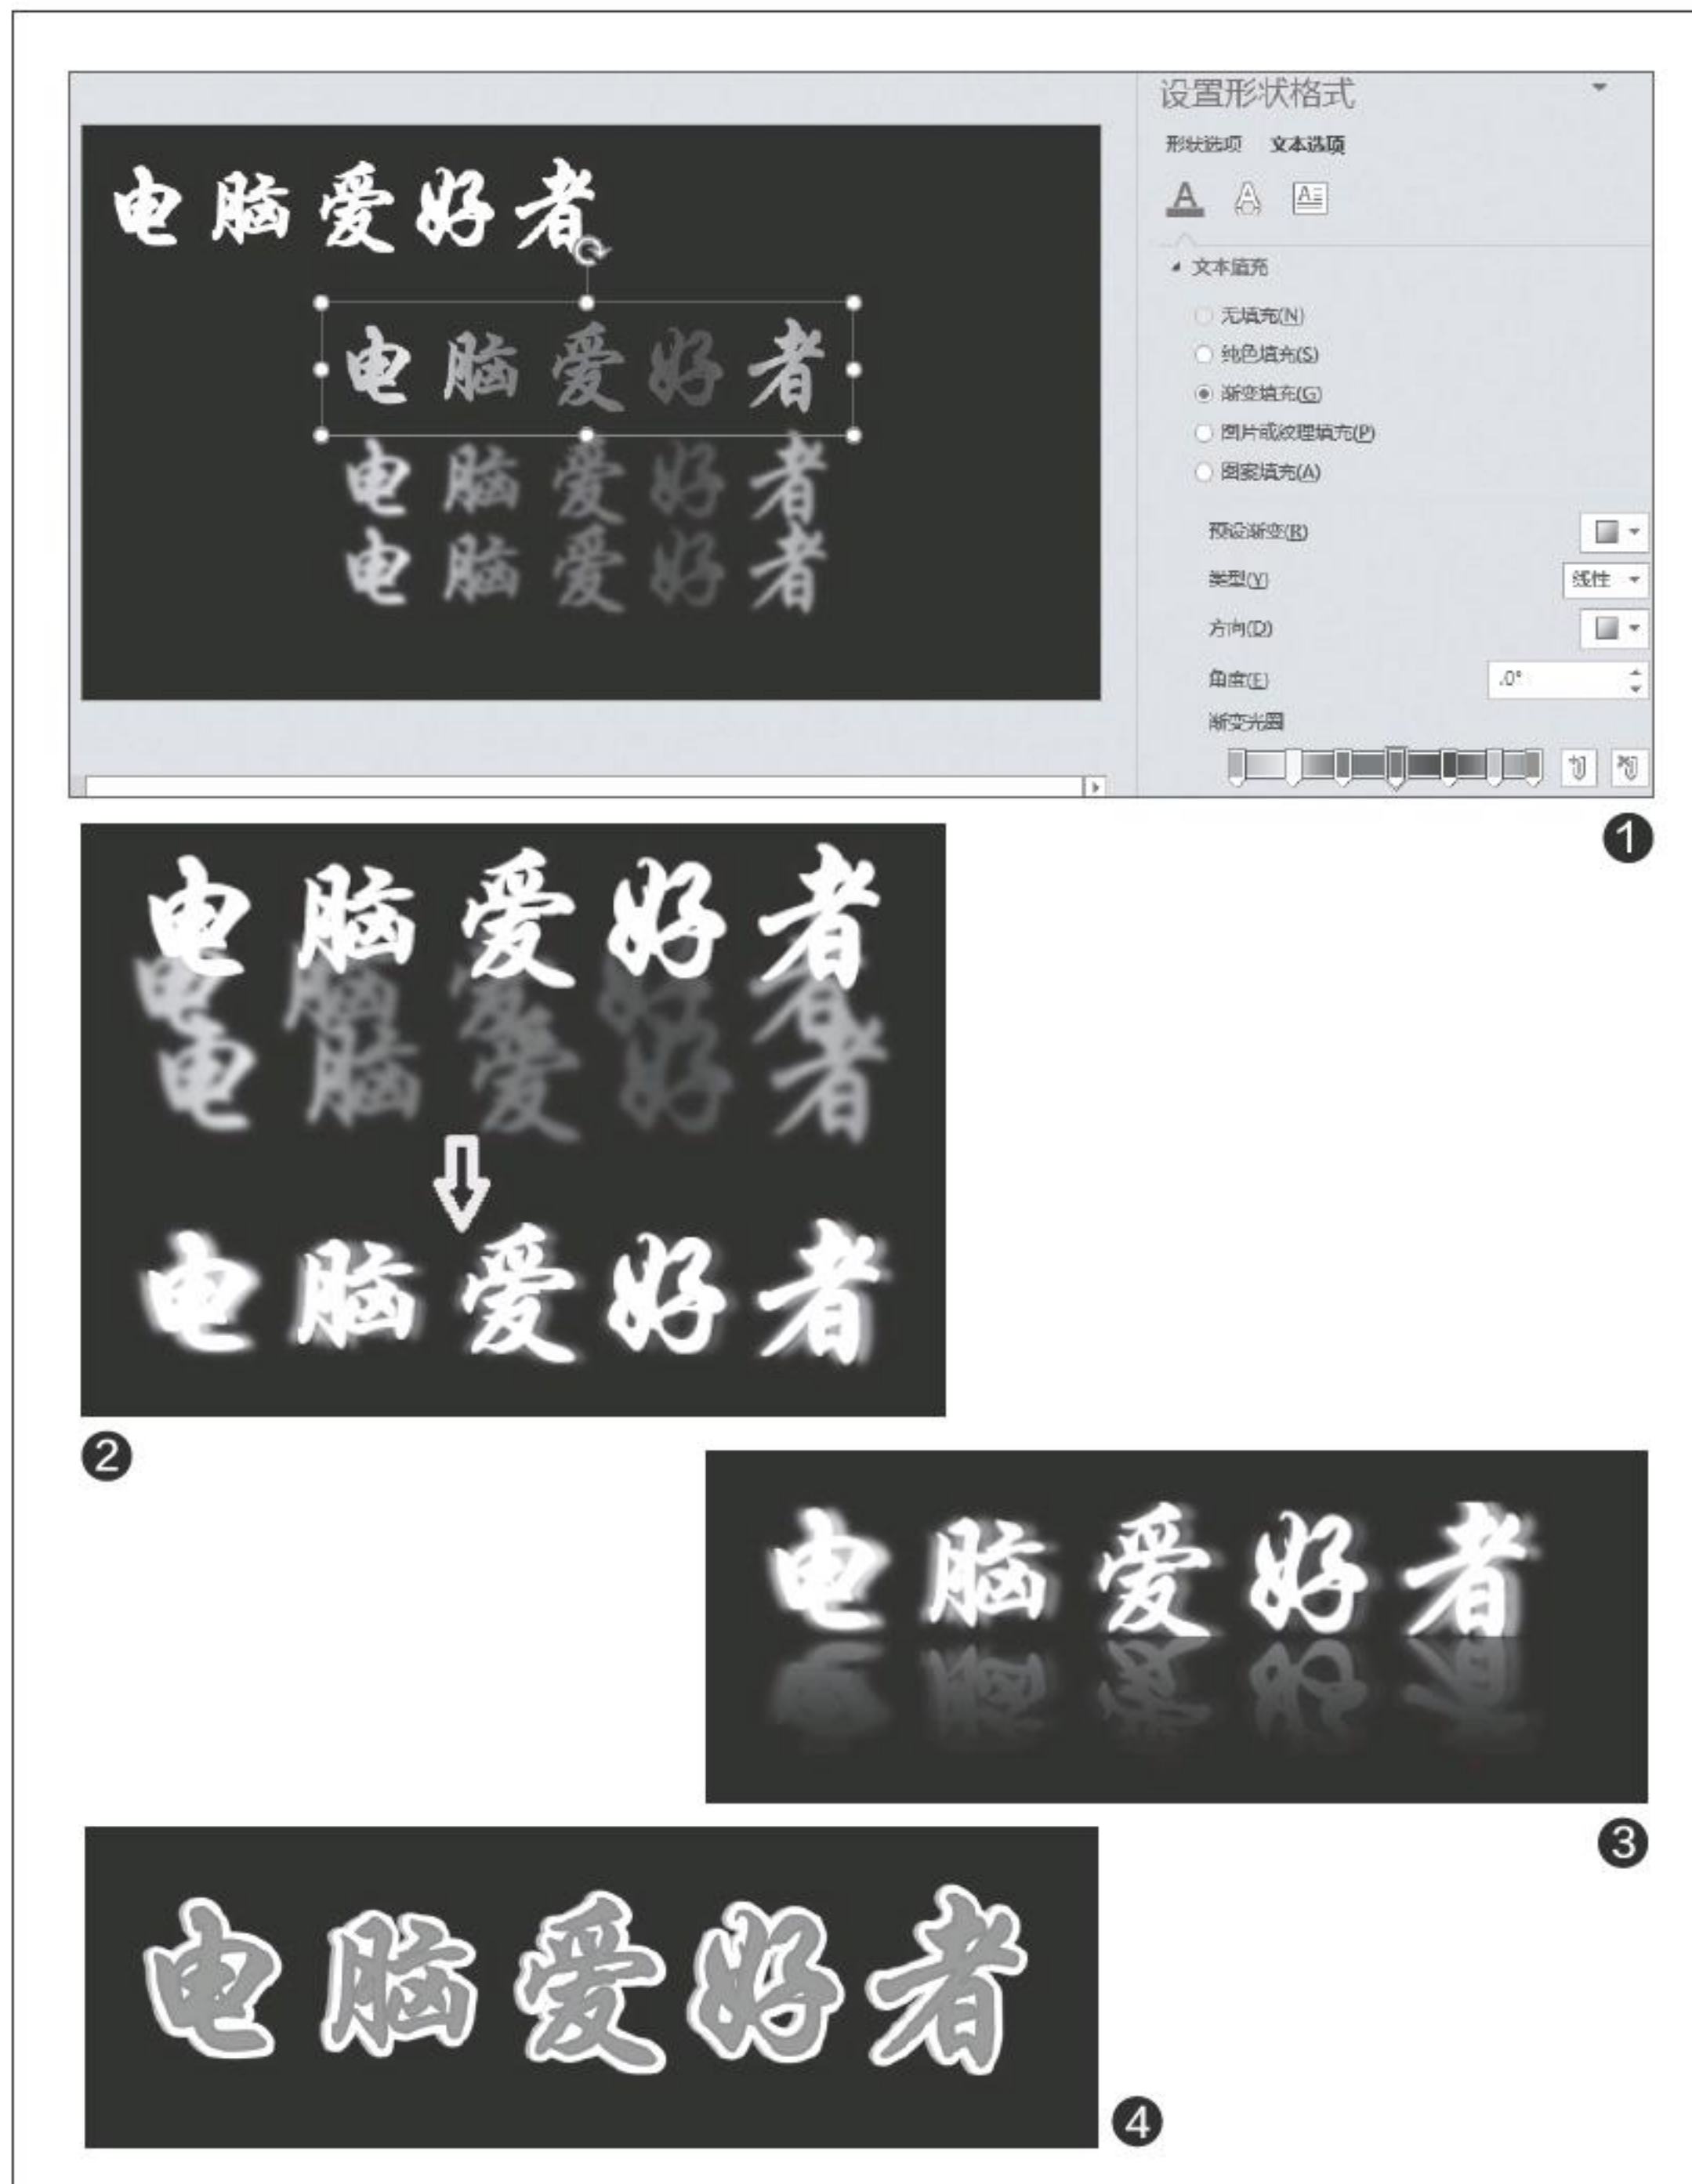 设置形状格式
形状选项 文本选项
电脑爱好者
文本填充
无填充(N)
纯色填充(S)
电脑爱好者
渐变填充(G)
图片或纹理填充(P)
电脑爱好者
图案填充(A)
预设渐变(R)
电脑爱好者
类型(Y) 线性
方向(D)
角度(E) .0°
渐变光圈
1
电脑爱好者
电脑爱好者
电脑爱好者
电脑爱好者
2
电脑爱好者
3
电脑爱好者
4